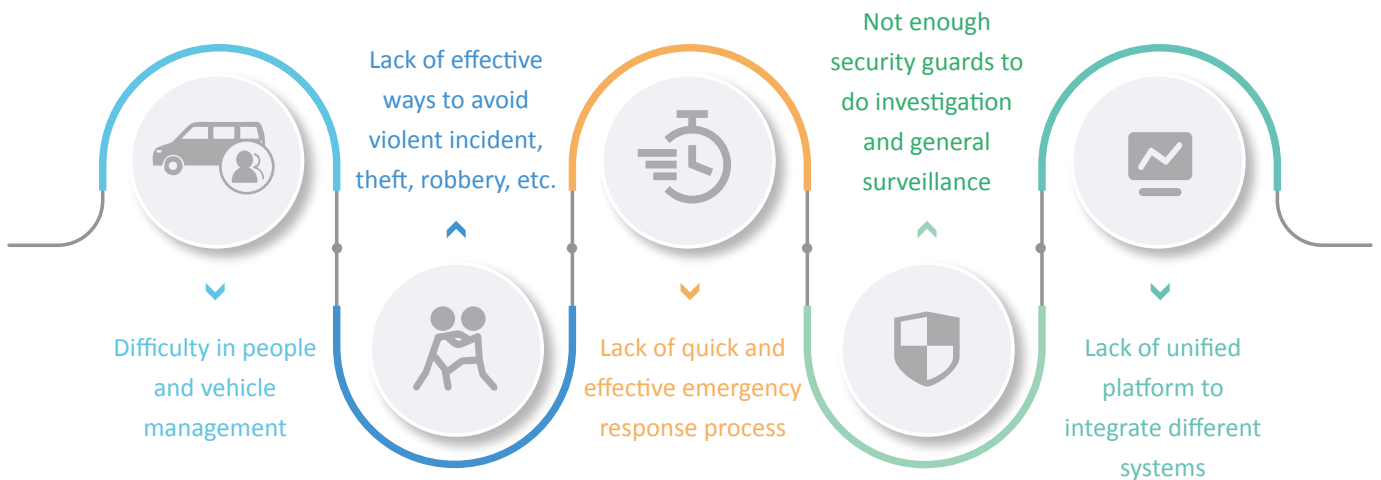 Difficulty in people
and vehicle
management
Lack of effective
ways to avoid
violent incident,
theft, robbery, etc.
Lack of quick and
effective emergency
response process
Not enough
security guards to
do investigation
and general
surveillance
Lack of unified
platform to
integrate different
systems